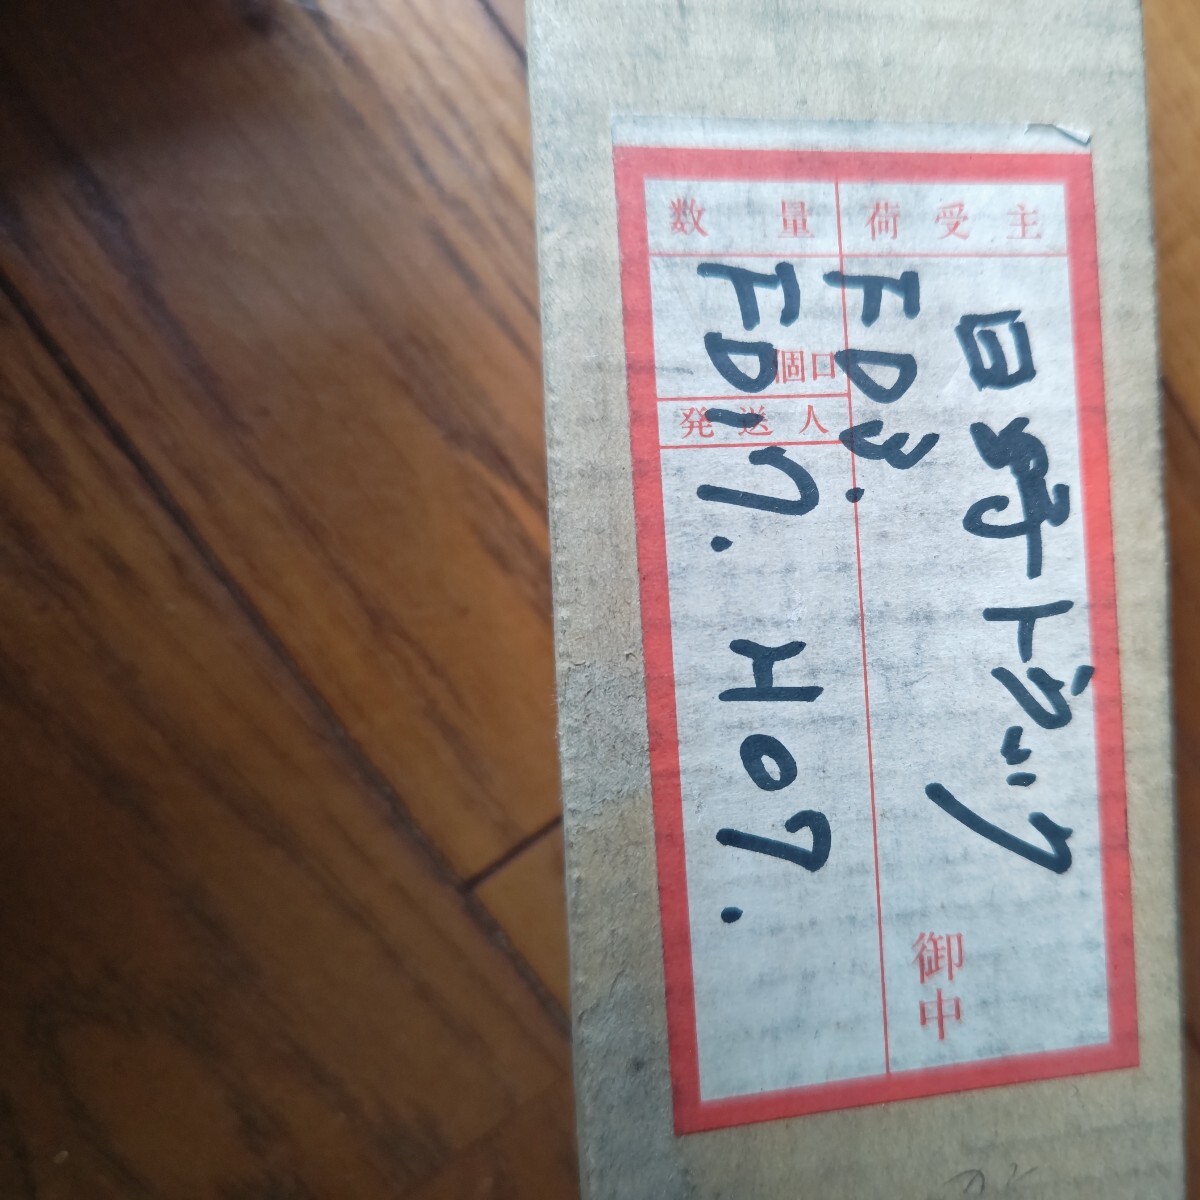 荷受主
数量
日野トラック
FD3.
FD17. H07.
個口
発送人
御中